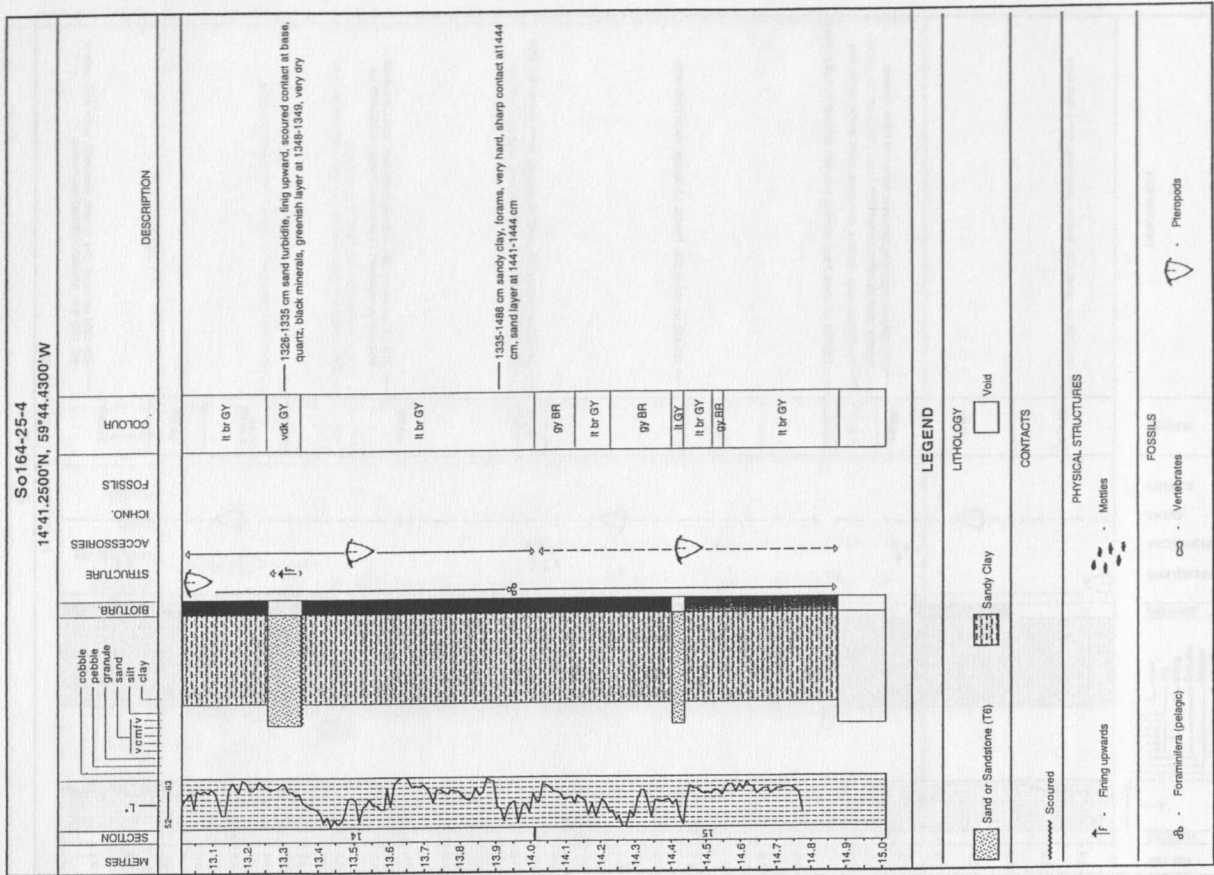 So164-25-4
14°41.2500'N, 59°44.4300'W
METRES
SECTION
L*
52
63
cobble
pebble
granule
sand
silt
clay
vcmfv
BIOTURB.
STRUCTURE
ACCESSORIES
ICHNO.
FOSSILS
COLOUR
DESCRIPTION
13.1
13.2
13.3
13.4
13.5
13.6
13.7
13.8
13.9
14.0
14.1
14.2
14.3
14.4
14.5
14.6
14.7
14.8
14.9
15.0
14
15
F
lt br GY
vdk GY
lt br GY
gy BR
lt br GY
gy BR
lt GY
lt br GY
gy BR
lt br GY
1326-1335 cm sand turbidite, finig upward, scoured contact at base,
quartz, black minerals, greenish layer at 1348-1349, very dry
1335-1488 cm sandy clay, forams, very hard, sharp contact at1444
cm, sand layer at 1441-1444 cm
LEGEND
LITHOLOGY
Sand or Sandstone (T6)
Sandy Clay
Void
CONTACTS
Scoured
PHYSICAL STRUCTURES
F - Fining upwards
- Mottles
FOSSILS
- Foraminifera (pelagic)
- Vertebrates
- Pteropods